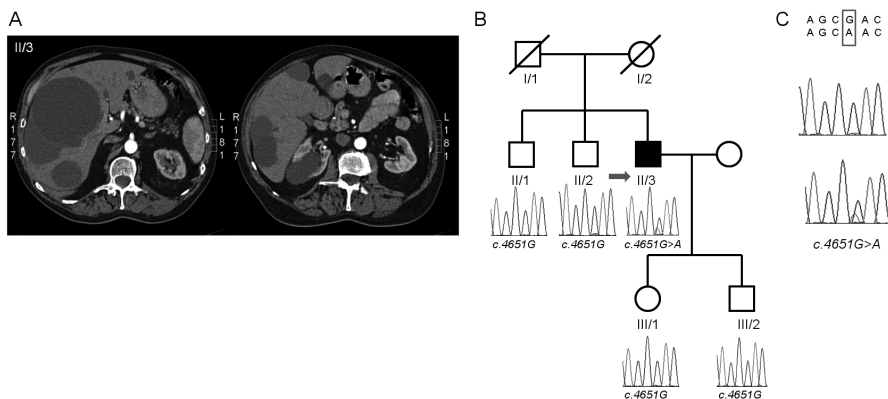 A
II/3
R
1
7
7
L
1
8
1
R
1
7
7
L
1
8
1
B
I/1
I/2
II/1
II/2
II/3
c.4651G
c.4651G
c.4651G>A
III/1
III/2
c.4651G
c.4651G
C
A G C G A C
A G C A A C
c.4651G>A